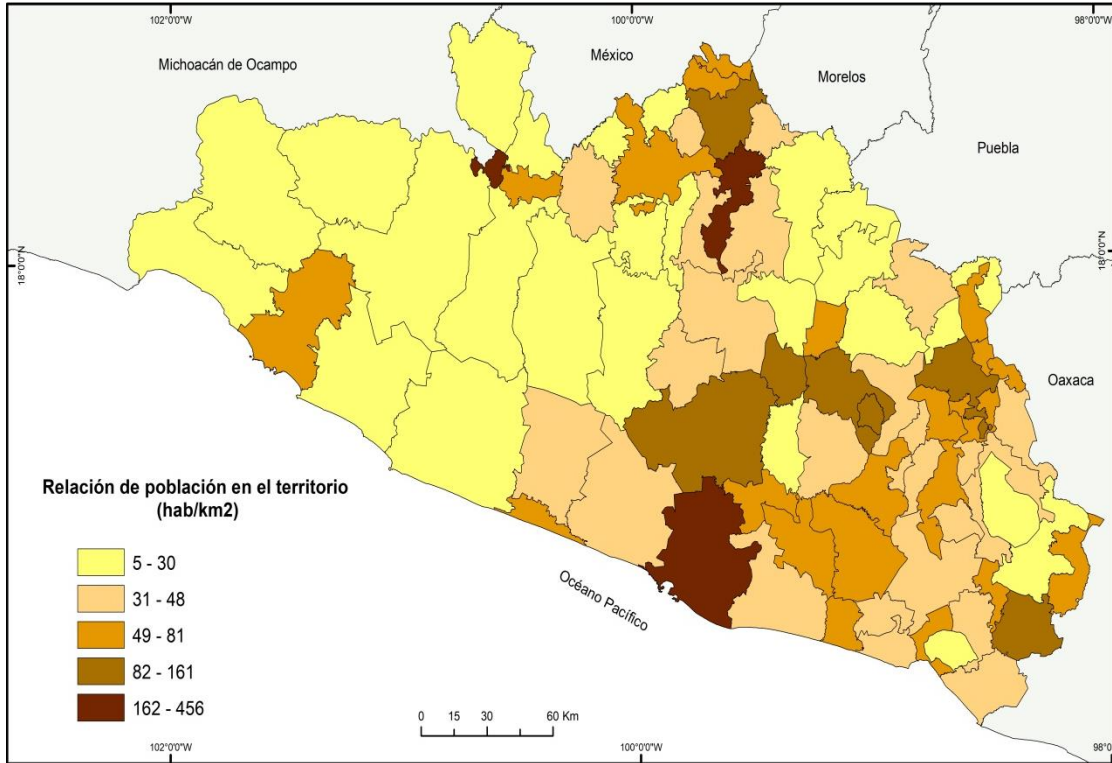 102°0'0"W
100°0'0"W
98°0'0"W
Michoacán de Ocampo
México
Morelos
Puebla
18°0'0"N
18°0'0"N
Oaxaca
Relación de población en el territorio
(hab/km2)
5 - 30
31 - 48
49 - 81
82 - 161
162 - 456
Océano Pacífico
0 15 30 60 Km
102°0'0"W
100°0'0"W
98°0'